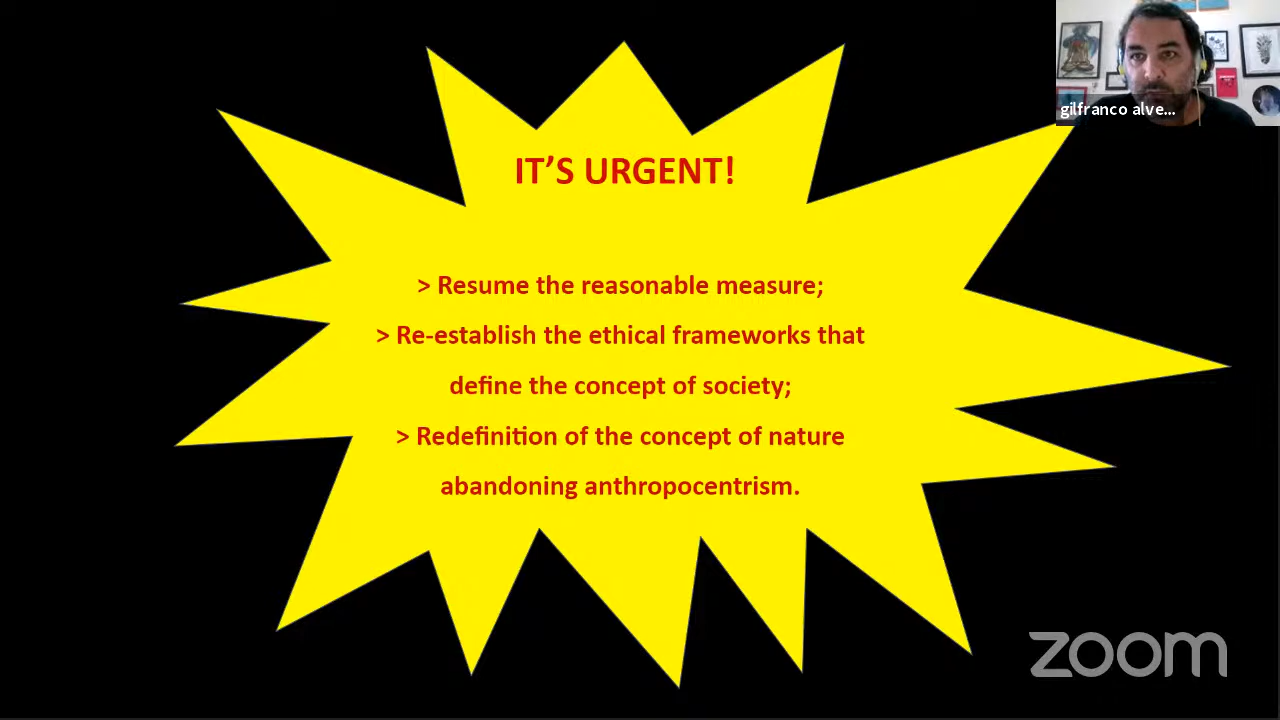 gilfranco alve...
IT’S URGENT!
> Resume the reasonable measure;
> Re-establish the ethical frameworks that
define the concept of society;
> Redefinition of the concept of nature
abandoning anthropocentrism.
zoom